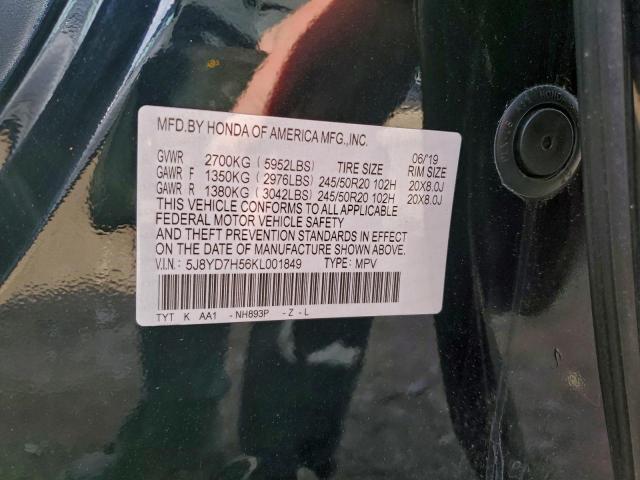 MFD.BY HONDA OF AMERICA MFG.,INC. 06/'19
GVWR 2700KG (5952LBS) TIRE SIZE RIM SIZE
GAWR F 1350KG (2976LBS) 245/50R20 102H 20X8.0J
GAWR R 1380KG (3042LBS) 245/50R20 102H 20X8.0J
THIS VEHICLE CONFORMS TO ALL APPLICABLE
FEDERAL MOTOR VEHICLE SAFETY
AND THEFT PREVENTION STANDARDS IN EFFECT
ON THE DATE OF MANUFACTURE SHOWN ABOVE.
V.I.N.: 5J8YD7H56KL001849 TYPE: MPV
TYT K AA1 -NH893P -Z-L